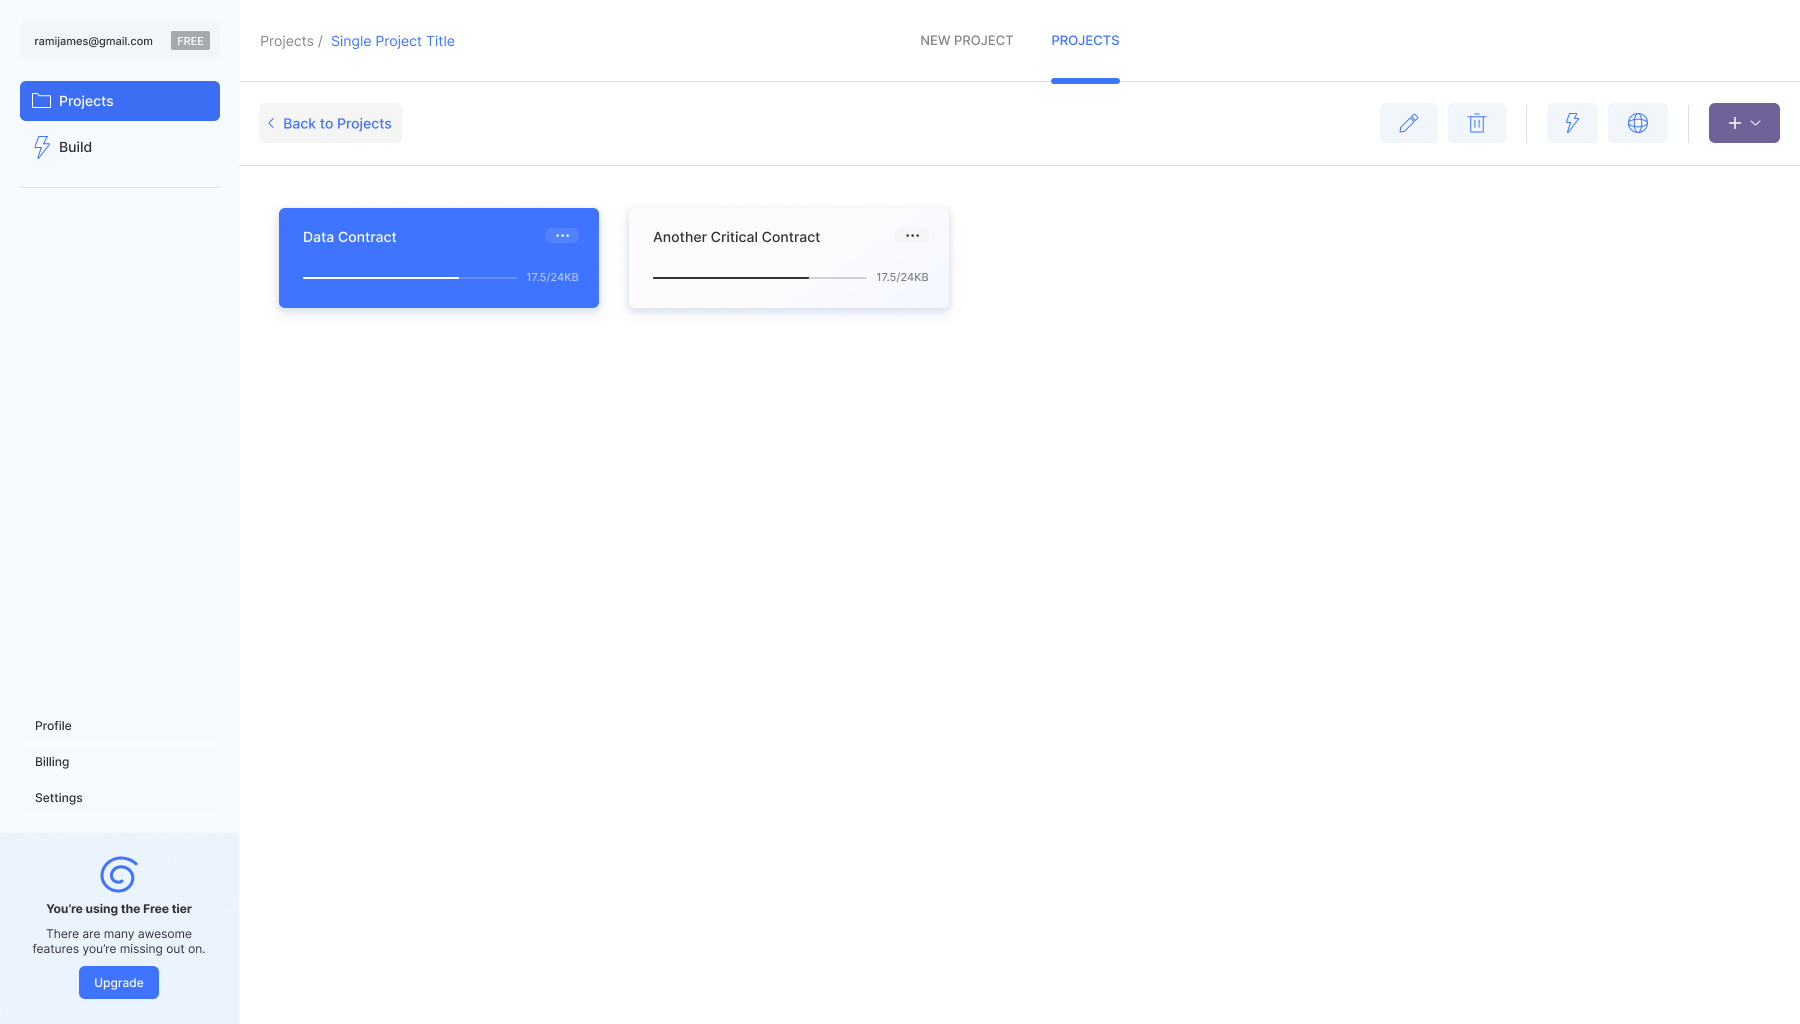 ramijames@gmail.com FREE
Projects
Build
Profile
Billing
Settings
You're using the Free tier
There are many awesome
features you're missing out on.
Upgrade
Projects / Single Project Title
NEW PROJECT
PROJECTS
Back to Projects
Data Contract
17.5/24KB
Another Critical Contract
17.5/24KB